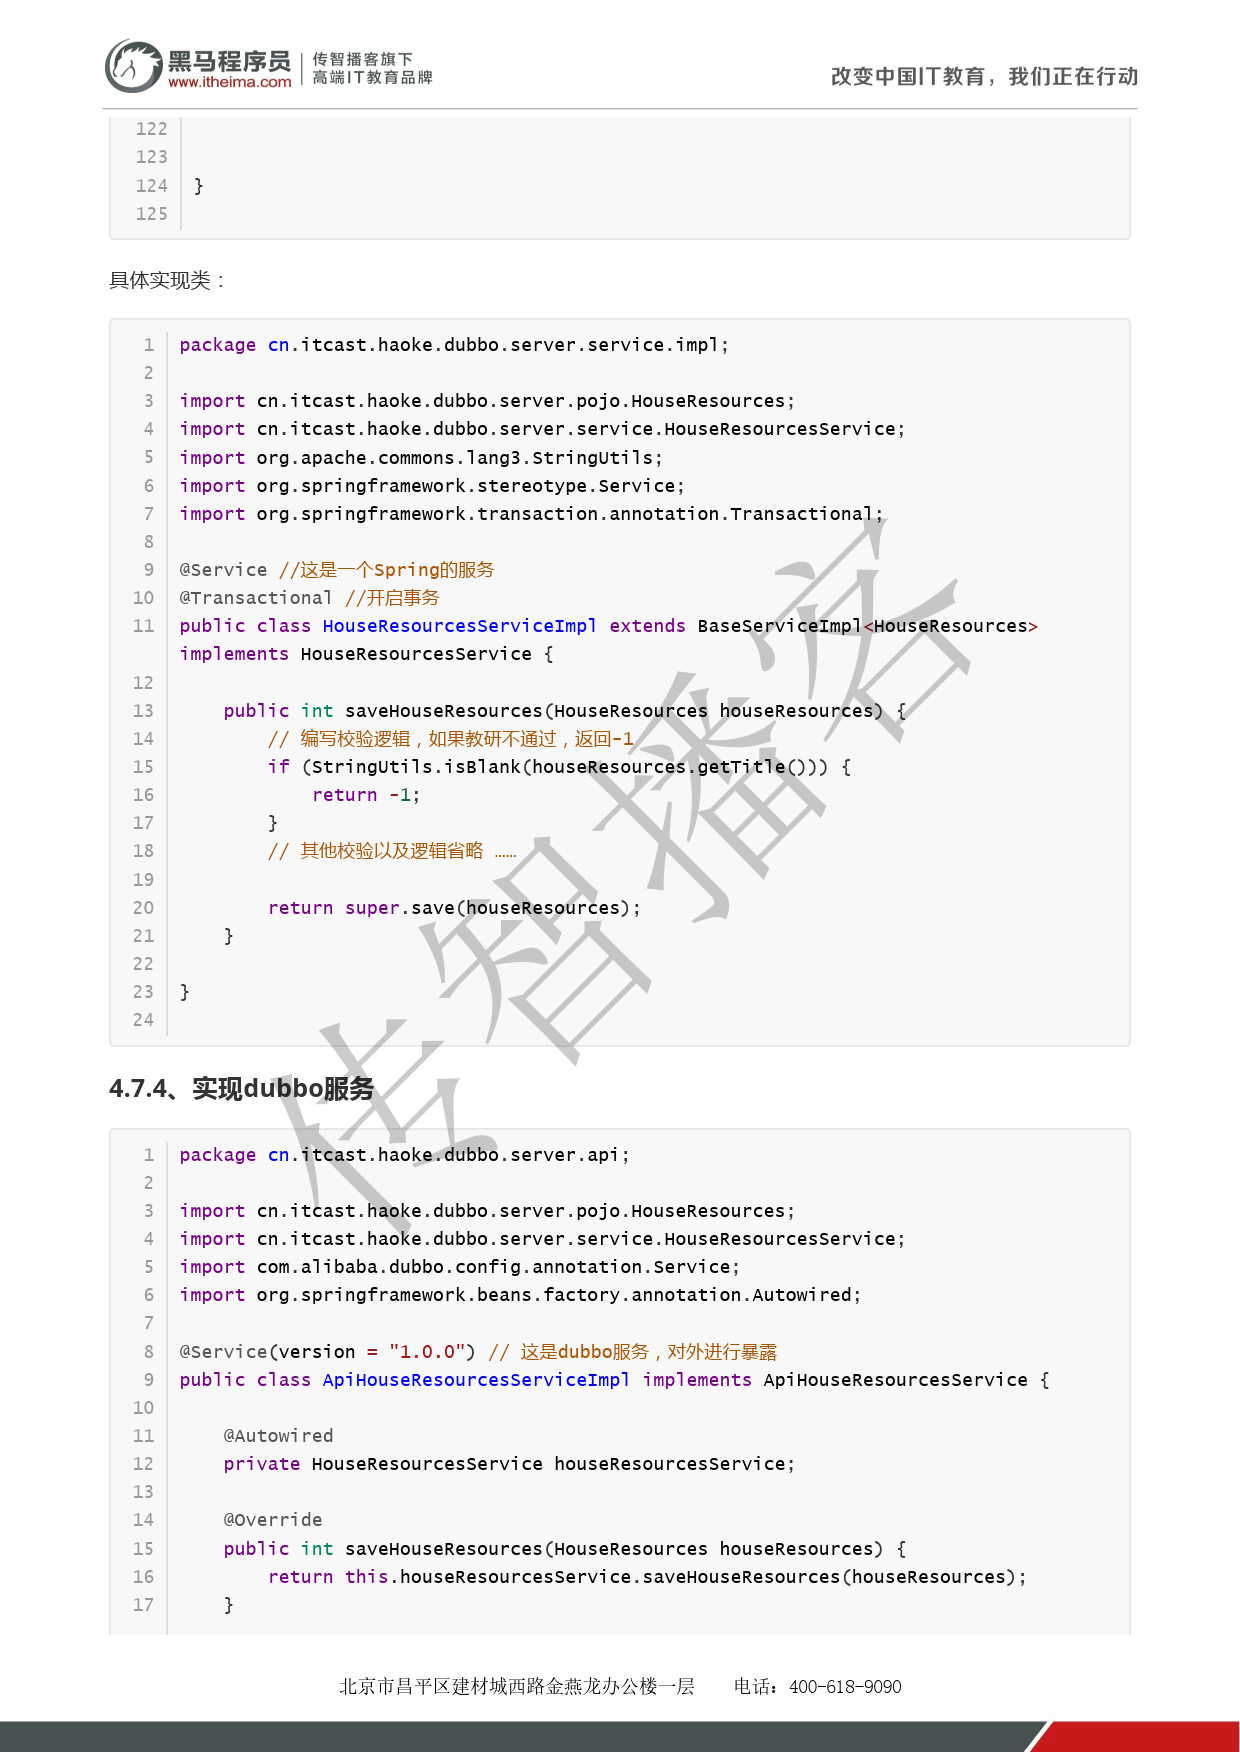 黑马程序员
www.itheima.com
传智播客旗下
高端IT教育品牌
改变中国IT教育，我们正在行动
122
123
124 }
125
具体实现类：
1 package cn.itcast.haoke.dubbo.server.service.impl;
2
3 import cn.itcast.haoke.dubbo.server.pojo.HouseResources;
4 import cn.itcast.haoke.dubbo.server.service.HouseResourcesService;
5 import org.apache.commons.lang3.StringUtils;
6 import org.springframework.stereotype.Service;
7 import org.springframework.transaction.annotation.Transactional;
8
9 @Service //这是一个Spring的服务
10 @Transactional //开启事务
11 public class HouseResourcesServiceImpl extends BaseServiceImpl<HouseResources>
implements HouseResourcesService {
12
13     public int saveHouseResources(HouseResources houseResources) {
14         // 编写校验逻辑，如果教研不通过，返回-1
15         if (StringUtils.isBlank(houseResources.getTitle())) {
16             return -1;
17         }
18         // 其他校验以及逻辑省略 ……
19
20         return super.save(houseResources);
21     }
22
23 }
24
传智播客
4.7.4、实现dubbo服务
1 package cn.itcast.haoke.dubbo.server.api;
2
3 import cn.itcast.haoke.dubbo.server.pojo.HouseResources;
4 import cn.itcast.haoke.dubbo.server.service.HouseResourcesService;
5 import com.alibaba.dubbo.config.annotation.Service;
6 import org.springframework.beans.factory.annotation.Autowired;
7
8 @Service(version = "1.0.0") // 这是dubbo服务，对外进行暴露
9 public class ApiHouseResourcesServiceImpl implements ApiHouseResourcesService {
10
11     @Autowired
12     private HouseResourcesService houseResourcesService;
13
14     @Override
15     public int saveHouseResources(HouseResources houseResources) {
16         return this.houseResourcesService.saveHouseResources(houseResources);
17     }
北京市昌平区建材城西路金燕龙办公楼一层 电话：400-618-9090